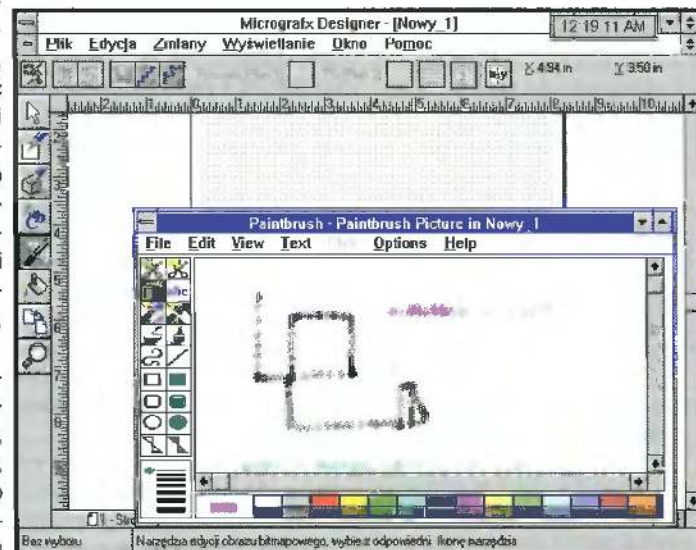 Micrografx Designer - [Nowy_1]
12 19 11 AM
Plik Edycja Zmiany Wyświetlanie Okno Pomoc
X 4.94 in Y 3.50 in
Paintbrush - Paintbrush Picture in Nowy_1
File Edit View Text Options Help
abc
Bez wyboru Narzędzia edycji obrazu bitmapowego, wybierz odpowiedni ikonę narzędzia